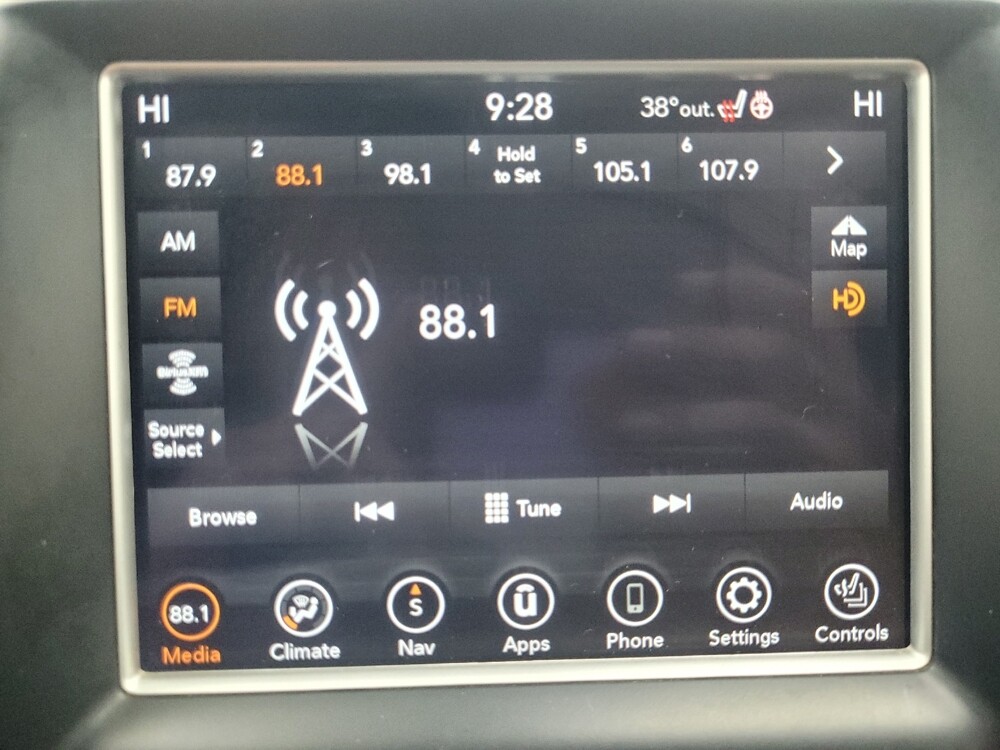 HI 9:28 38°out. HI
1 87.9
2 88.1
3 98.1
4 Hold
to Set
5 105.1
6 107.9
AM
FM
SiriusXM
Source
Select
88.1
Map
HD
Browse
Tune
Audio
88.1
Media
Climate
S
Nav
u
Apps
Phone
Settings
Controls